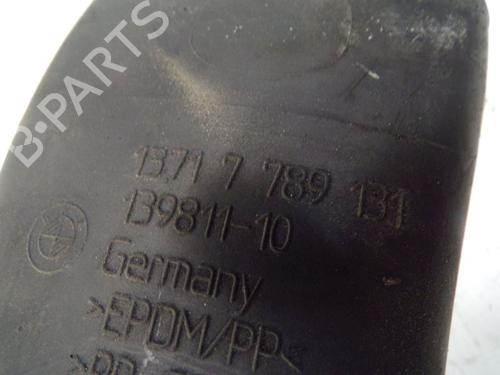 B-PARTS
1371 7 789 131
139811-10
Germany
>EPDM/PP<